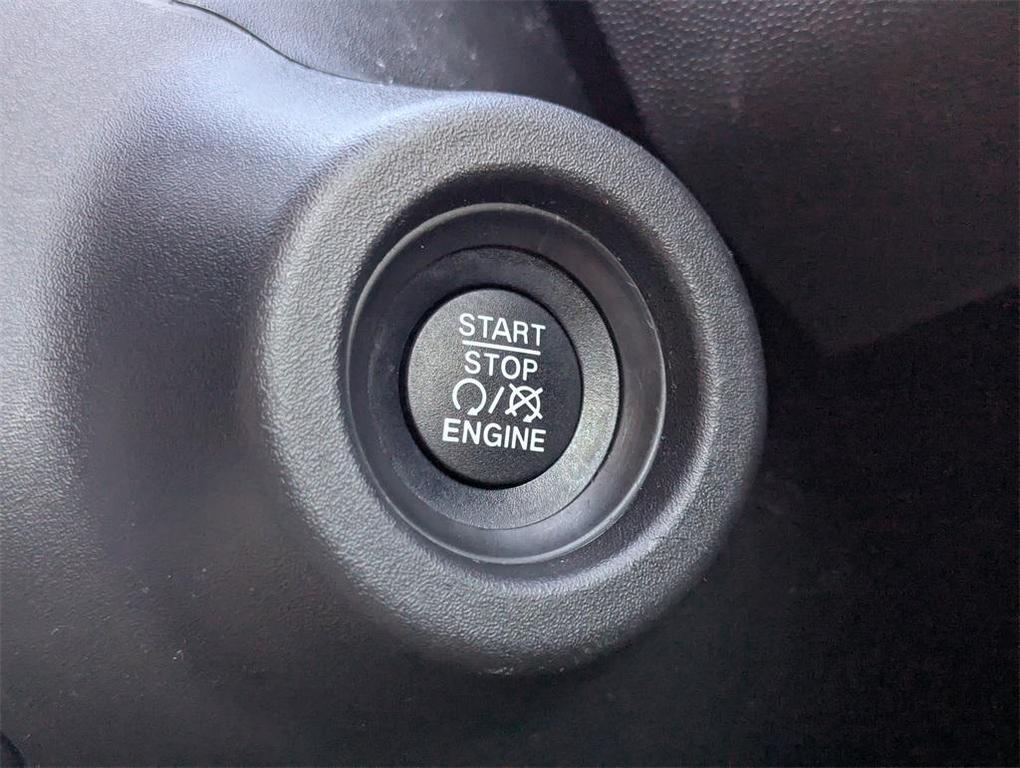 START
STOP
/
ENGINE